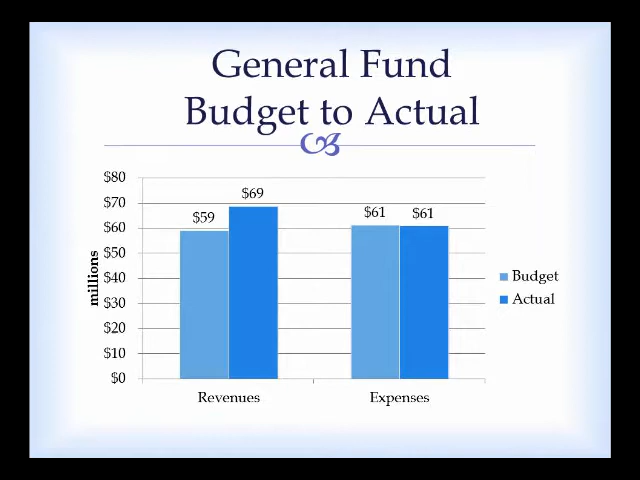 General Fund
Budget to Actual
$80
$70
$60
$50
$40
$30
$20
$10
$0
millions
$59
$69
$61
$61
Revenues
Expenses
Budget
Actual